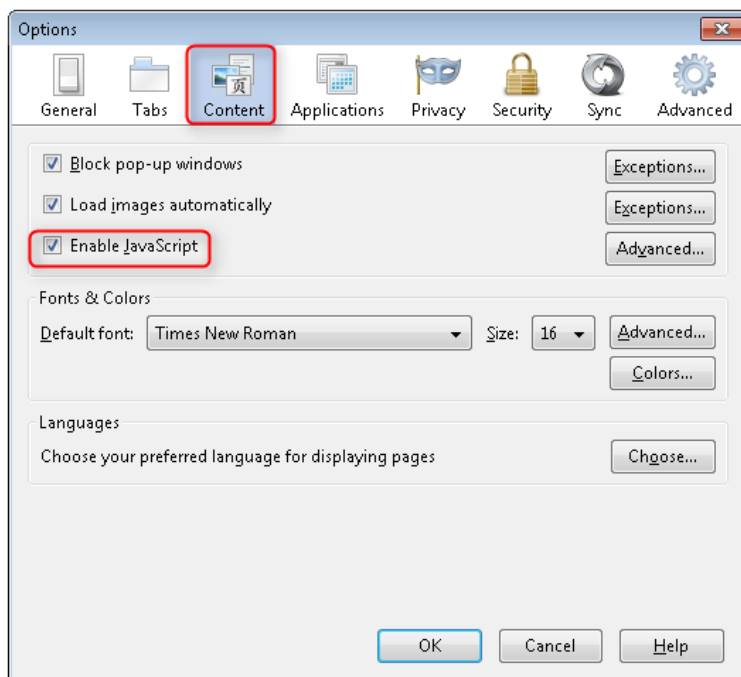 Options
General Tabs Content Applications Privacy Security Sync Advanced
页
Block pop-up windows Exceptions...
Load images automatically Exceptions...
Enable JavaScript Advanced...
Fonts & Colors
Default font: Times New Roman Size: 16 Advanced...
Colors...
Languages
Choose your preferred language for displaying pages Choose...
OK Cancel Help